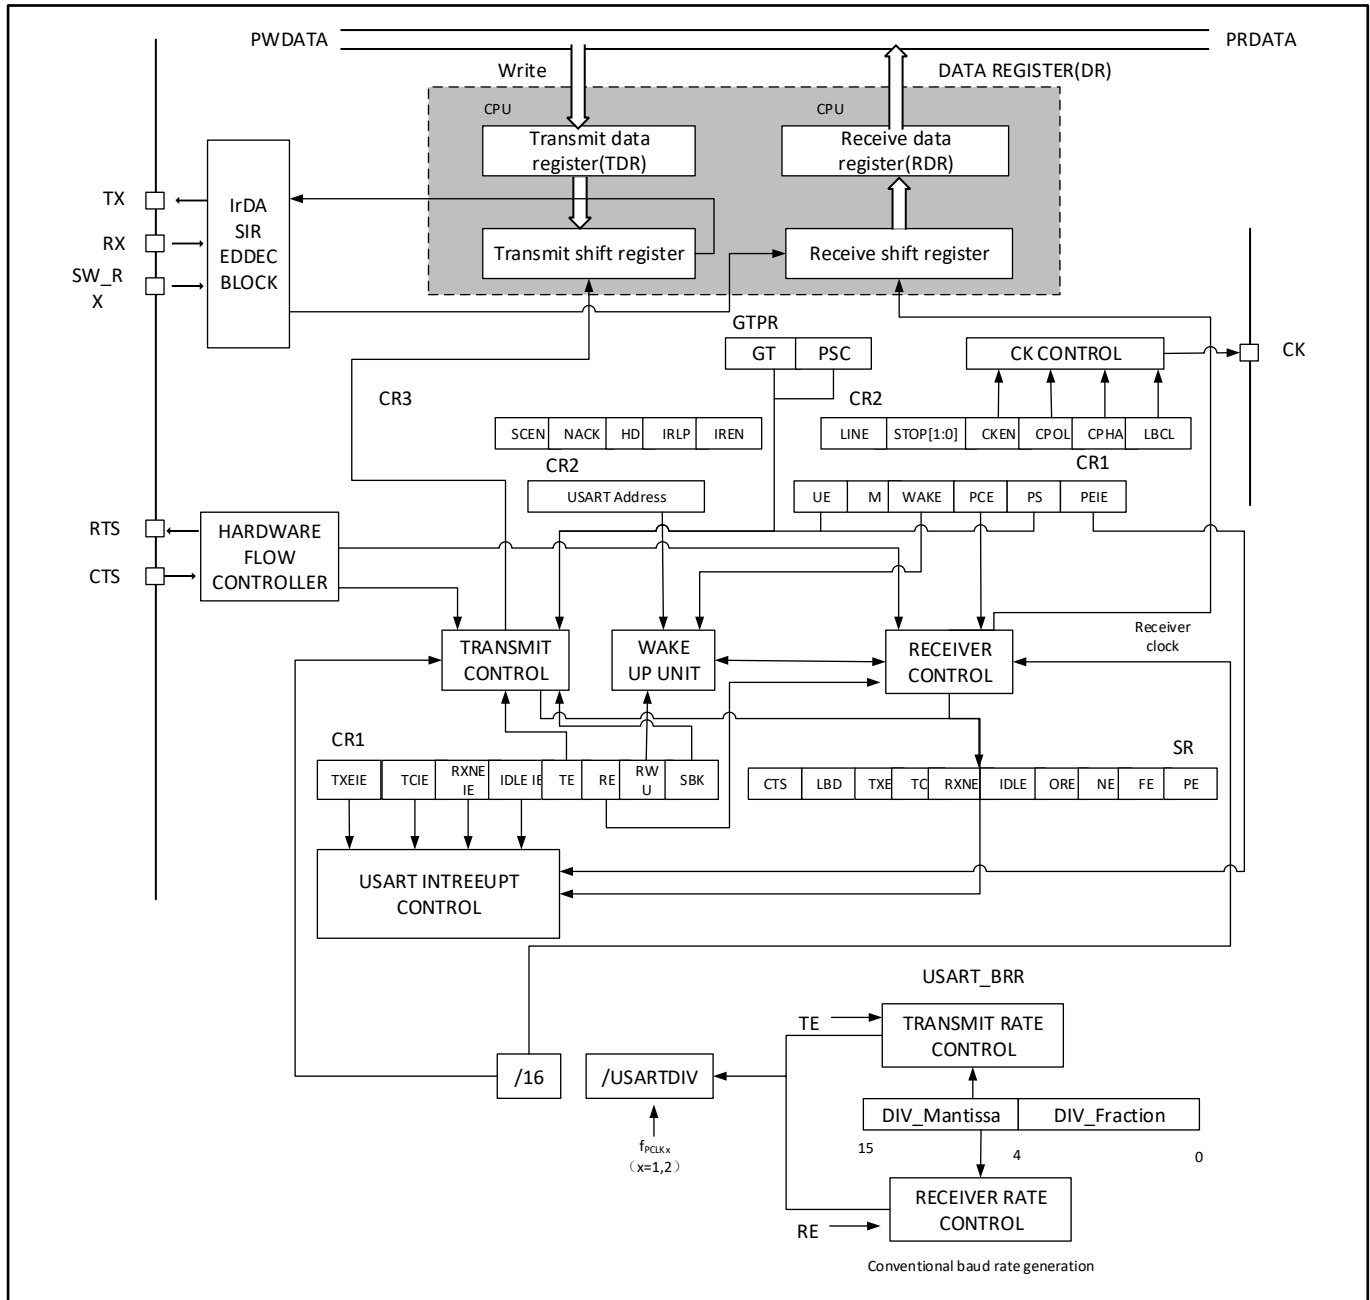 PWDATA
PRDATA
Write
DATA REGISTER(DR)
CPU
CPU
Transmit data
register(TDR)
Receive data
register(RDR)
TX
RX
SW_R
X
IrDA
SIR
EDDEC
BLOCK
Transmit shift register
Receive shift register
GTPR
GT
PSC
CK CONTROL
CK
CR3
CR2
SCEN
NACK
HD
IRLP
IREN
LINE
STOP[1:0]
CKEN
CPOL
CPHA
LBCL
CR2
CR1
USART Address
UE
M
WAKE
PCE
PS
PEIE
RTS
CTS
HARDWARE
FLOW
CONTROLLER
TRANSMIT
CONTROL
WAKE
UP UNIT
RECEIVER
CONTROL
Receiver
clock
CR1
SR
TXEIE
TCIE
RXNE
IE
IDLE IE
TE
RE
RW
U
SBK
CTS
LBD
TXE
TC
RXNE
IDLE
ORE
NE
FE
PE
USART INTREEUPT
CONTROL
USART_BRR
TE
TRANSMIT RATE
CONTROL
/16
/USARTDIV
DIV_Mantissa
DIV_Fraction
15
4
0
fPCLKx
（x=1,2）
RECEIVER RATE
CONTROL
RE
Conventional baud rate generation